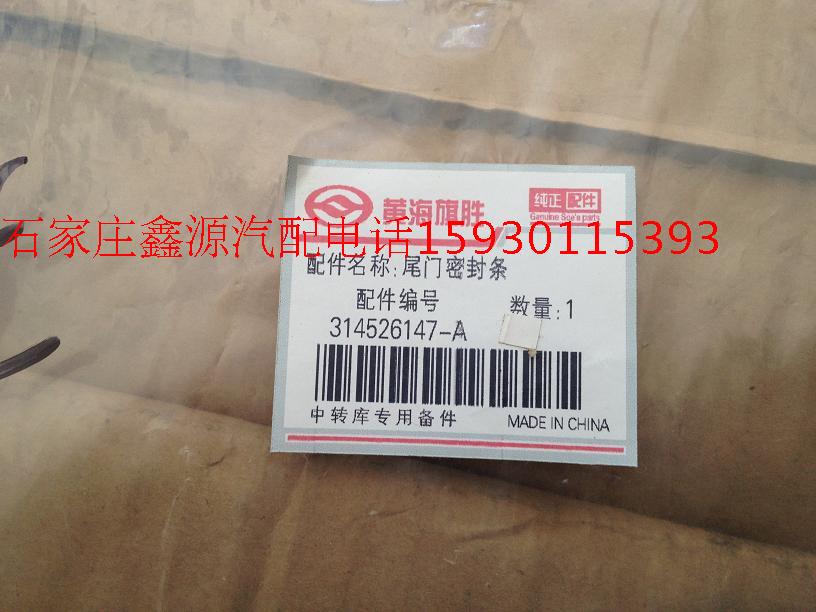 黄海旗胜
纯正 配件
Genuine Soe's parts
石家庄鑫源汽配电话15930115393
配件名称:尾门密封条
配件编号
数量:1
314526147-A
中转库专用备件
MADE IN CHINA